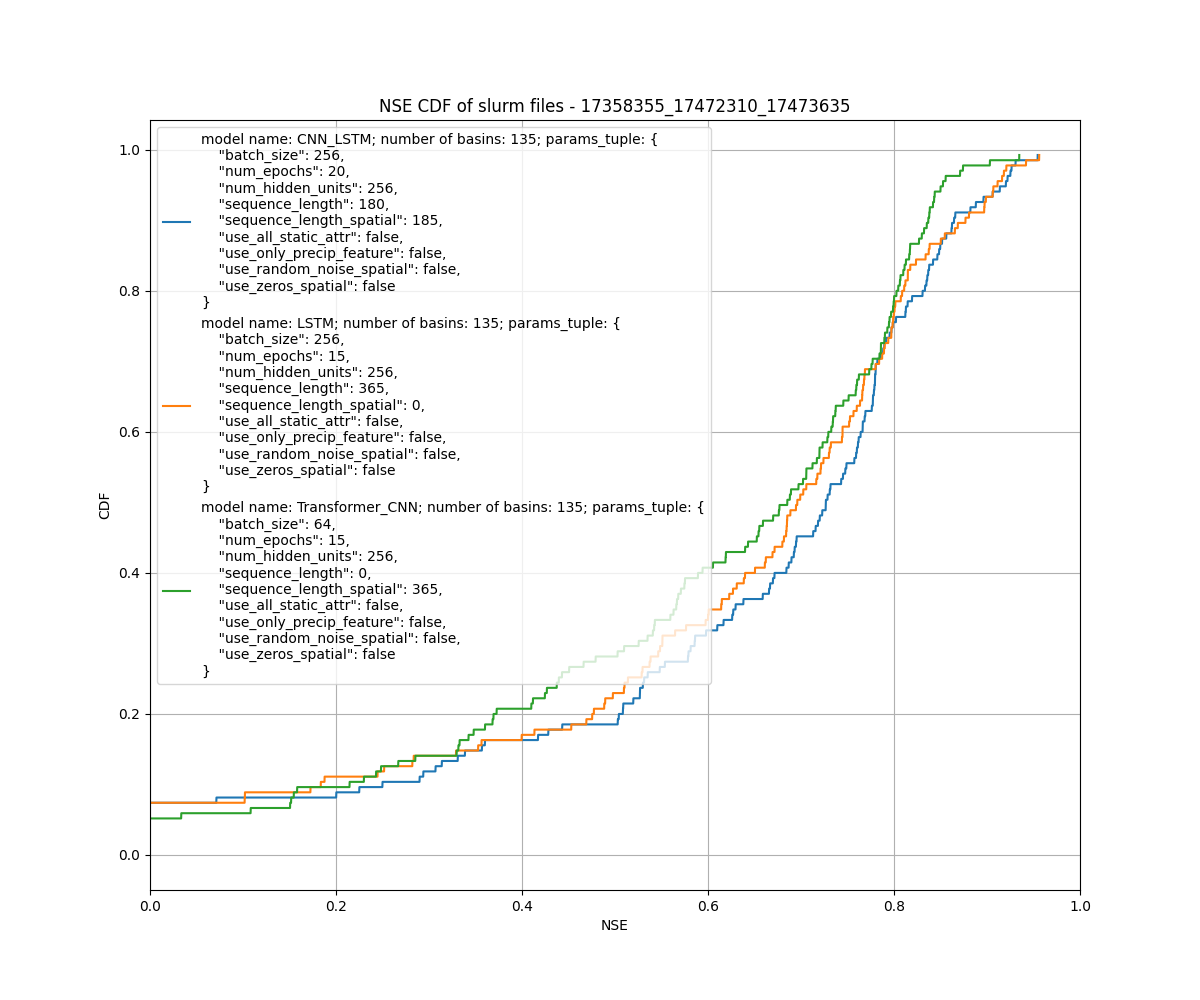 NSE CDF of slurm files - 17358355_17472310_17473635
model name: CNN_LSTM; number of basins: 135; params_tuple: {
"batch_size": 256,
"num_epochs": 20,
"num_hidden_units": 256,
"sequence_length": 180,
"sequence_length_spatial": 185,
"use_all_static_attr": false,
"use_only_precip_feature": false,
"use_random_noise_spatial": false,
"use_zeros_spatial": false
}
model name: LSTM; number of basins: 135; params_tuple: {
"batch_size": 256,
"num_epochs": 15,
"num_hidden_units": 256,
"sequence_length": 365,
"sequence_length_spatial": 0,
"use_all_static_attr": false,
"use_only_precip_feature": false,
"use_random_noise_spatial": false,
"use_zeros_spatial": false
}
model name: Transformer_CNN; number of basins: 135; params_tuple: {
"batch_size": 64,
"num_epochs": 15,
"num_hidden_units": 256,
"sequence_length": 0,
"sequence_length_spatial": 365,
"use_all_static_attr": false,
"use_only_precip_feature": false,
"use_random_noise_spatial": false,
"use_zeros_spatial": false
}
1.0
0.8
0.6
0.4
0.2
0.0
CDF
0.0 0.2 0.4 0.6 0.8 1.0
NSE